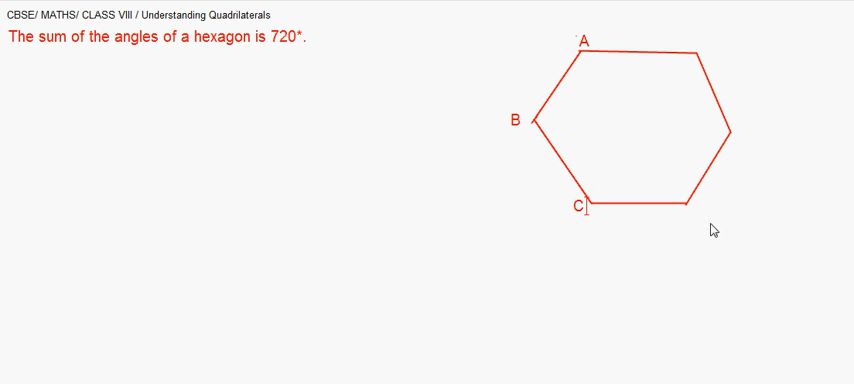 CBSE/ MATHS/ CLASS VIII / Understanding Quadrilaterals
The sum of the angles of a hexagon is 720*.
A
B
C